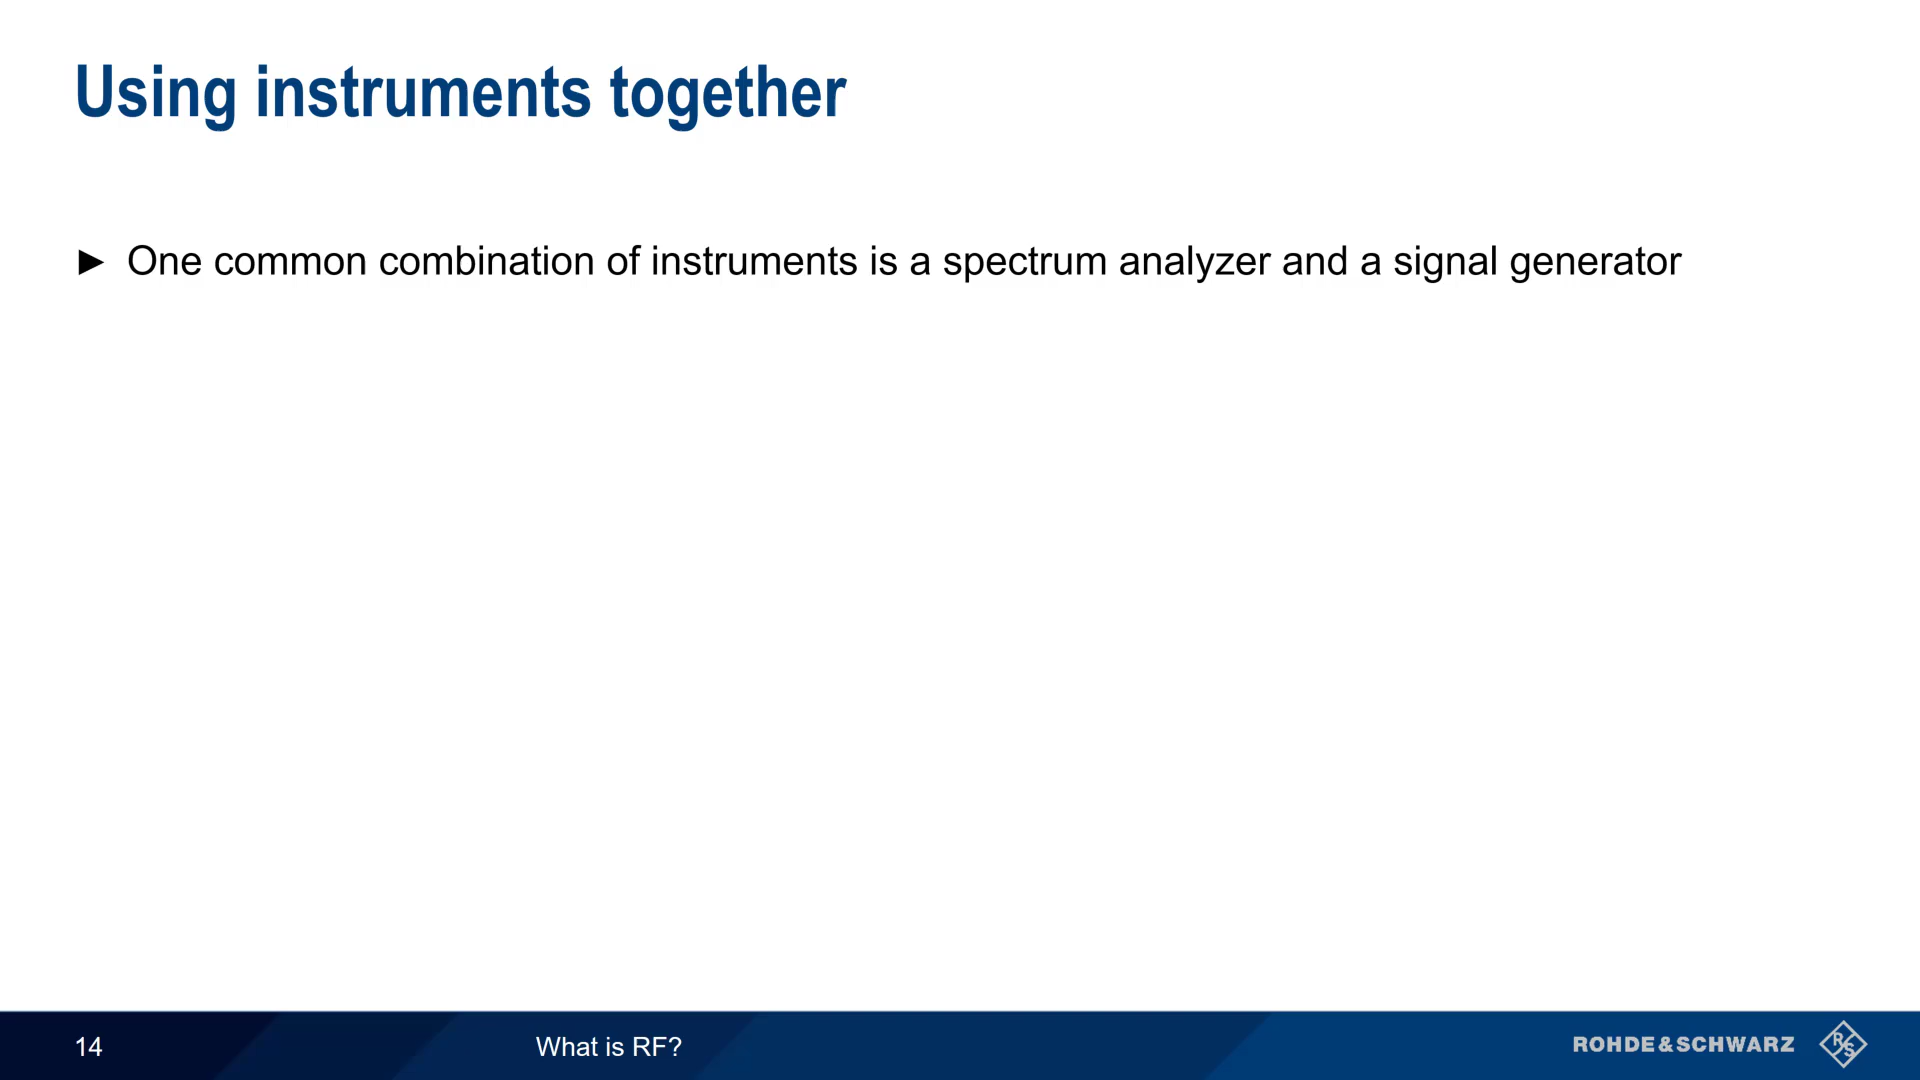 Using instruments together
► One common combination of instruments is a spectrum analyzer and a signal generator
14
What is RF?
ROHDE&SCHWARZ
R&S